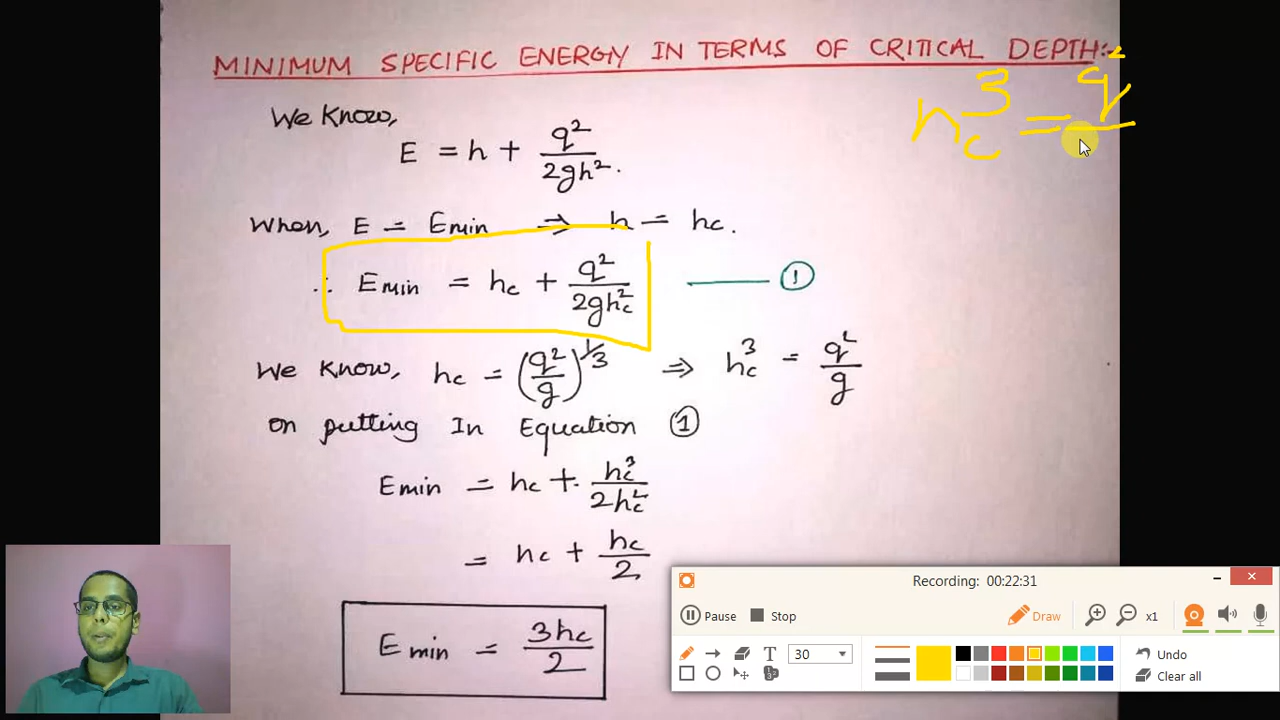 MINIMUM SPECIFIC ENERGY IN TERMS OF CRITICAL DEPTH:-
hc³ = q²
We Know,
E = h + q²/2gh².
When, E = Emin ⇒ h = hc.
∴ Emin = hc + q²/2ghc² ——— ①
We Know, hc = (q²/g)^1/3 ⇒ hc³ = q²/g
on putting In Equation ①
Emin = hc + hc³/2hc²
= hc + hc/2
Emin = 3hc/2
Recording: 00:22:31
Pause Stop Draw x1
T 30 Undo
Clear all